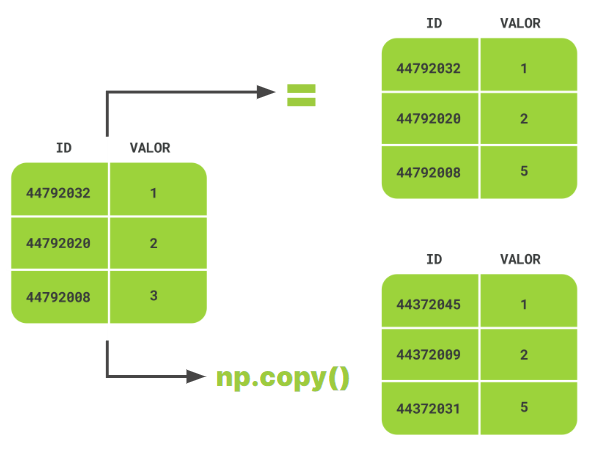 ID VALOR
44792032 1
44792020 2
44792008 3
=
ID VALOR
44792032 1
44792020 2
44792008 5
np.copy()
ID VALOR
44372045 1
44372009 2
44372031 5